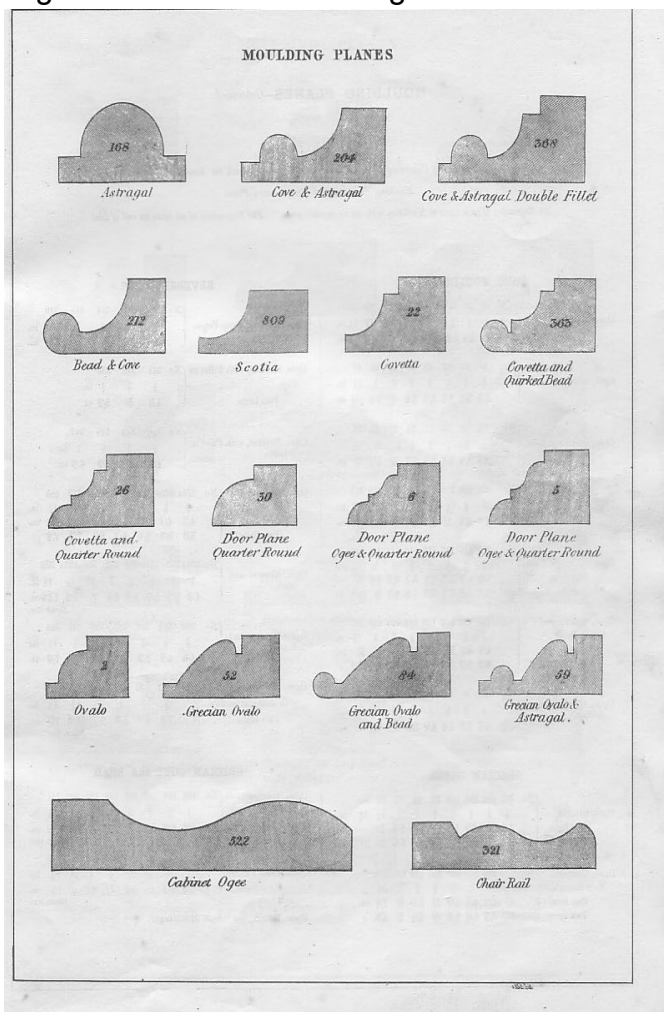 MOULDING PLANES
168
204
368
Astragal
Cove & Astragal
Cove & Astragal Double Fillet
212
809
22
363
Bead & Cove
Scotia
Covetta
Covetta and
Quirked Bead
26
30
6
5
Covetta and
Quarter Round
Door Plane
Quarter Round
Door Plane
Ogee & Quarter Round
Door Plane
Ogee & Quarter Round
2
52
84
59
Ovalo
Grecian Ovalo
Grecian Ovalo
and Bead
Grecian Ovalo &
Astragal.
522
321
Cabinet Ogee
Chair Rail